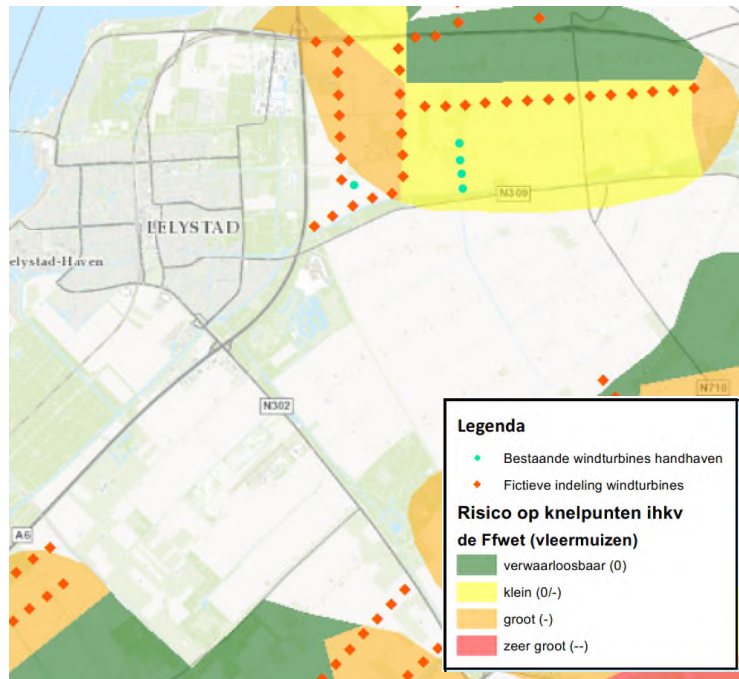 N309
LELYSTAD
elystad-Haven
N302
N710
A6
Legenda
Bestaande windturbines handhaven
Fictieve indeling windturbines
Risico op knelpunten ihkv
de Ffwet (vleermuizen)
verwaarloosbaar (0)
klein (0/-)
groot (-)
zeer groot (--)